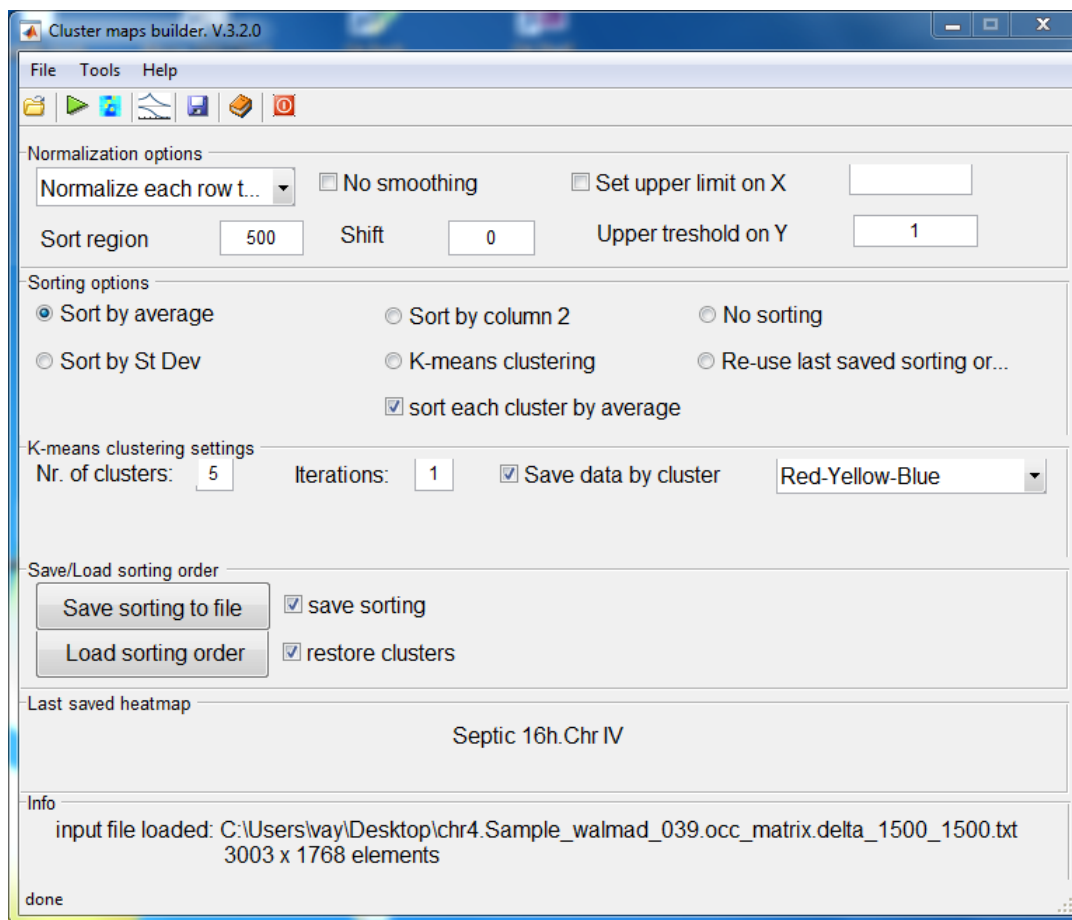 Cluster maps builder. V.3.2.0
File Tools Help
Normalization options
Normalize each row t... No smoothing Set upper limit on X
Sort region 500 Shift 0 Upper treshold on Y 1
Sorting options
Sort by average Sort by column 2 No sorting
Sort by St Dev K-means clustering Re-use last saved sorting or...
sort each cluster by average
K-means clustering settings
Nr. of clusters: 5 Iterations: 1 Save data by cluster Red-Yellow-Blue
Save/Load sorting order
Save sorting to file save sorting
Load sorting order restore clusters
Last saved heatmap
Septic 16h.Chr IV
Info
input file loaded: C:\Users\vay\Desktop\chr4.Sample_walmad_039.occ_matrix.delta_1500_1500.txt
3003 x 1768 elements
done